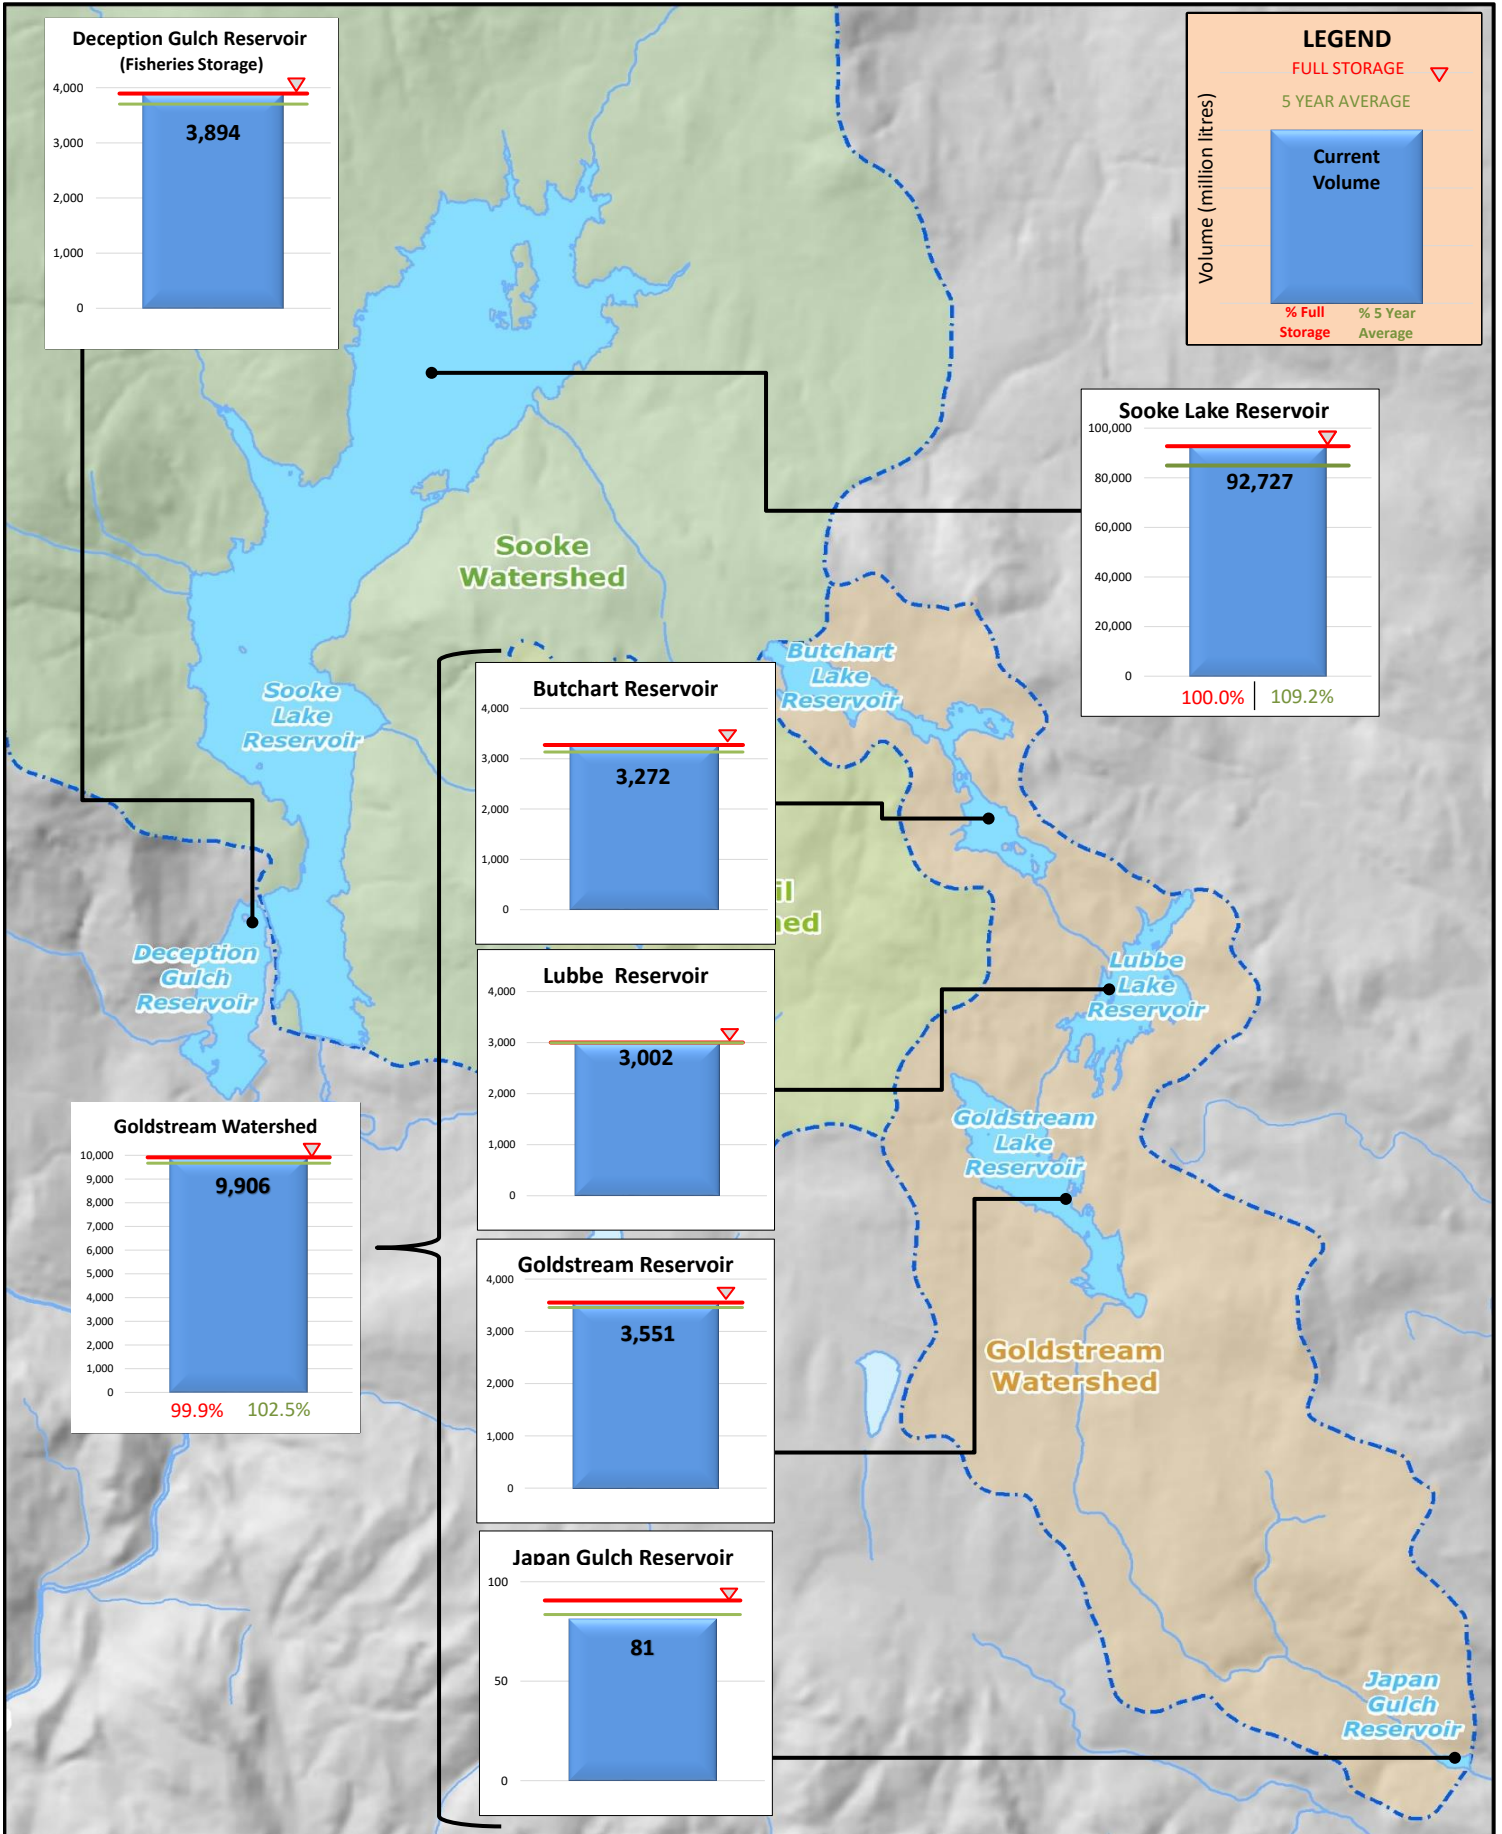 Deception Gulch Reservoir
(Fisheries Storage)
4,000
3,000
2,000
1,000
0
3,894
LEGEND
FULL STORAGE
5 YEAR AVERAGE
Volume (million litres)
Current
Volume
% Full
Storage
% 5 Year
Average
Sooke Lake Reservoir
100,000
80,000
60,000
40,000
20,000
0
92,727
100.0%
109.2%
Sooke
Watershed
Sooke
Lake
Reservoir
Butchart
Lake
Reservoir
Butchart Reservoir
4,000
3,000
2,000
1,000
0
3,272
il
ed
Deception
Gulch
Reservoir
Lubbe Reservoir
4,000
3,000
2,000
1,000
0
3,002
Lubbe
Lake
Reservoir
Goldstream
Lake
Reservoir
Goldstream Watershed
10,000
9,000
8,000
7,000
6,000
5,000
4,000
3,000
2,000
1,000
0
9,906
99.9%
102.5%
Goldstream Reservoir
4,000
3,000
2,000
1,000
0
3,551
Goldstream
Watershed
Japan Gulch Reservoir
100
50
0
81
Japan
Gulch
Reservoir